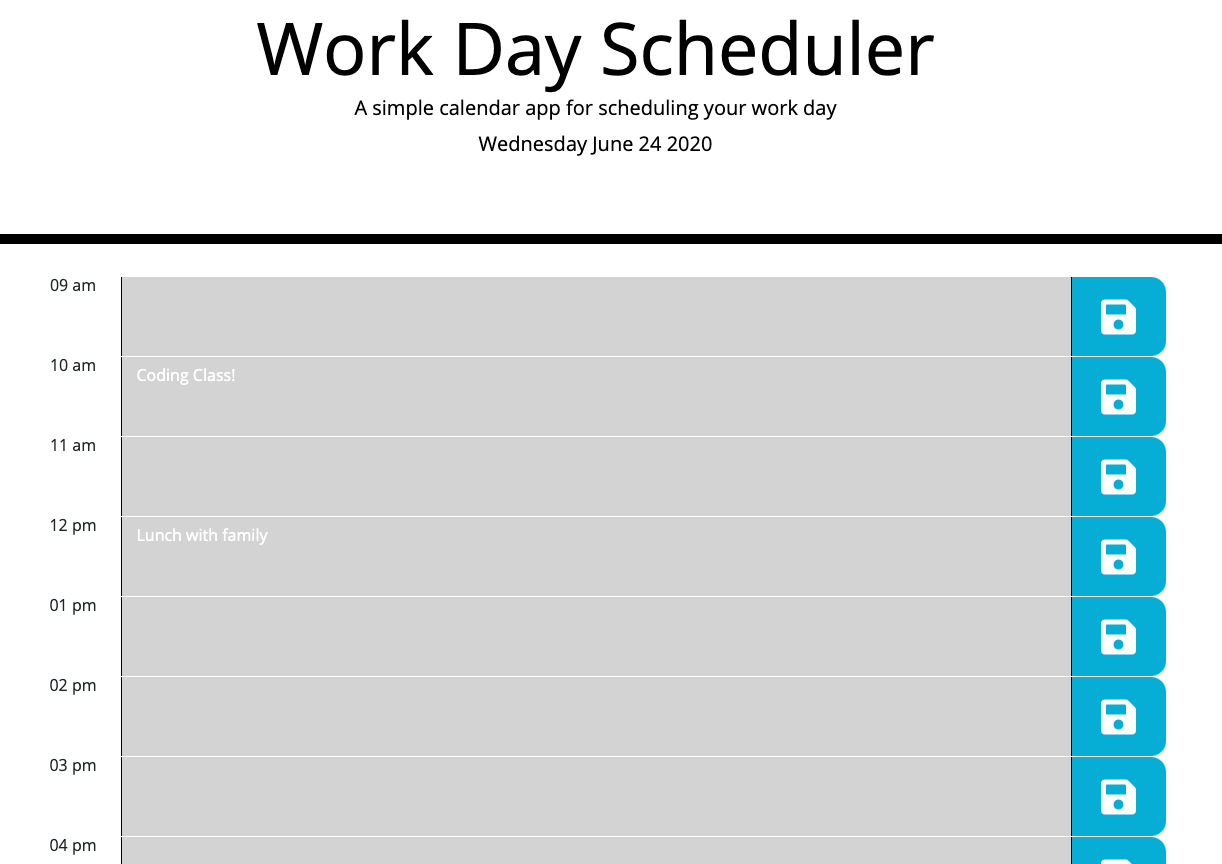 Work Day Scheduler
A simple calendar app for scheduling your work day
Wednesday June 24 2020
09 am
10 am
Coding Class!
11 am
12 pm
Lunch with family
01 pm
02 pm
03 pm
04 pm